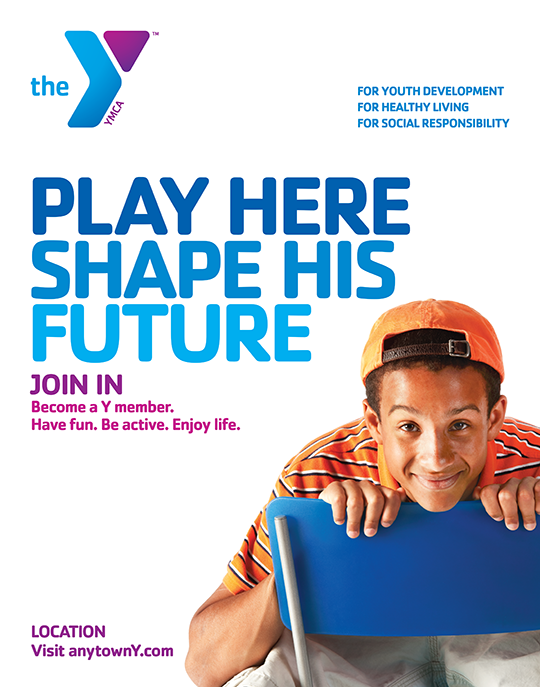 the
YMCA
™
FOR YOUTH DEVELOPMENT
FOR HEALTHY LIVING
FOR SOCIAL RESPONSIBILITY
PLAY HERE
SHAPE HIS
FUTURE
JOIN IN
Become a Y member.
Have fun. Be active. Enjoy life.
LOCATION
Visit anytownY.com